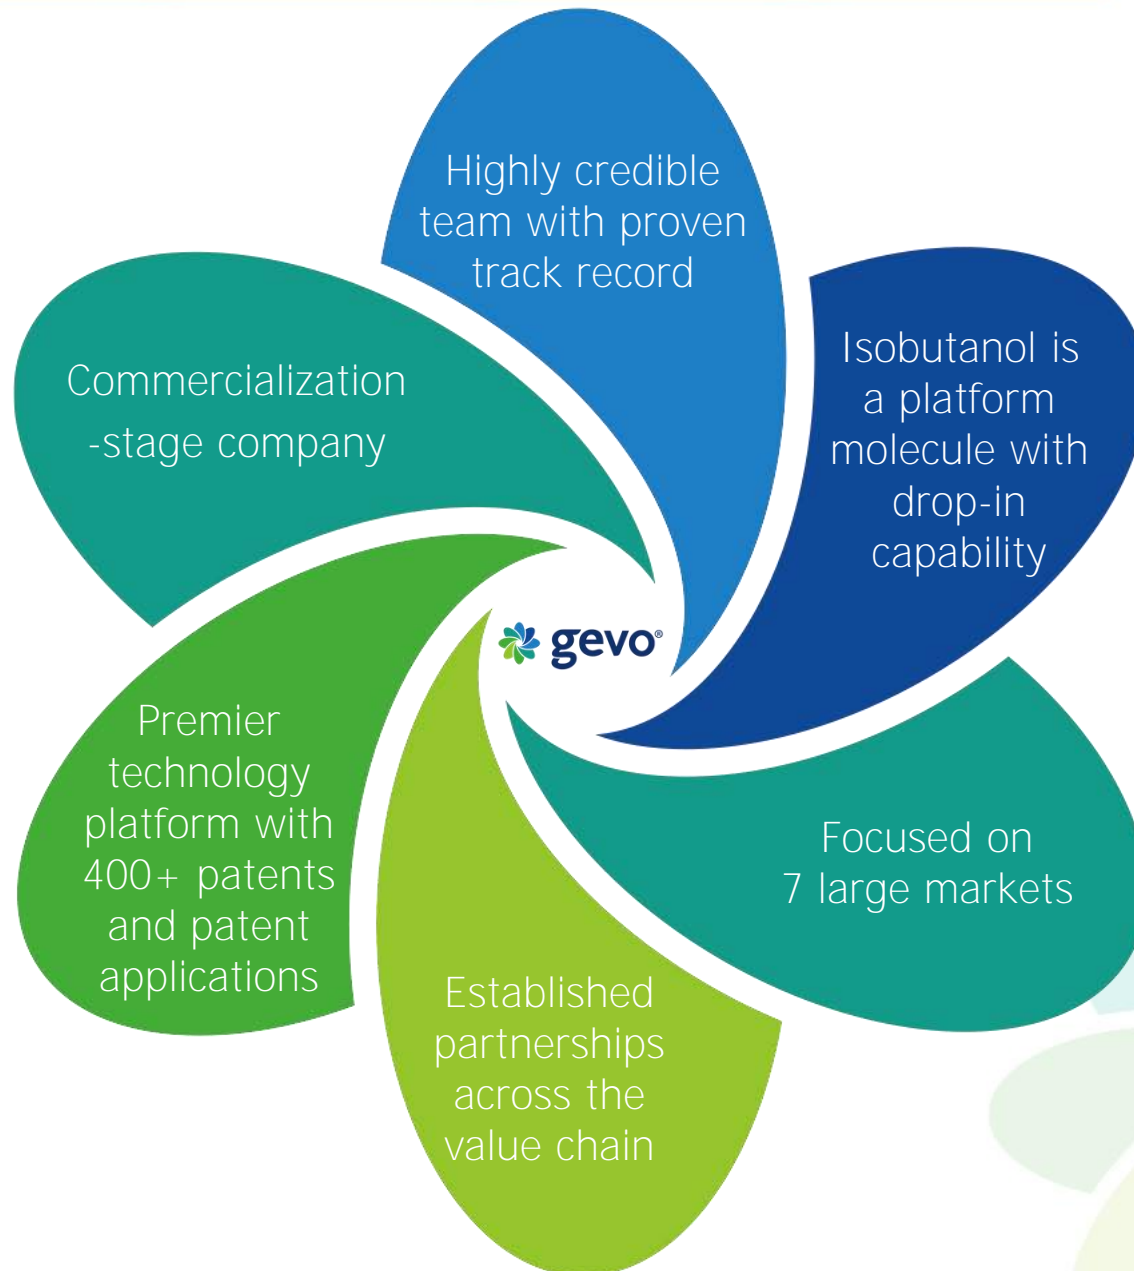 Highly credible
team with proven
track record
Isobutanol is
a platform
molecule with
drop-in
capability
Focused on
7 large markets
Established
partnerships
across the
value chain
Premier
technology
platform with
400+ patents
and patent
applications
Commercialization
-stage company
gevo®